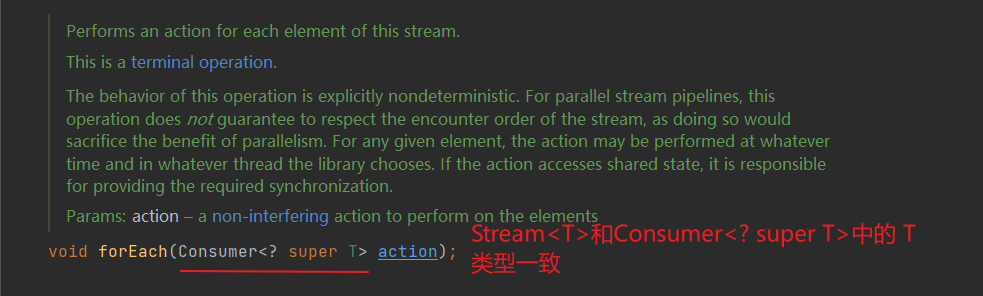 Performs an action for each element of this stream.
This is a terminal operation.
The behavior of this operation is explicitly nondeterministic. For parallel stream pipelines, this
operation does not guarantee to respect the encounter order of the stream, as doing so would
sacrifice the benefit of parallelism. For any given element, the action may be performed at whatever
time and in whatever thread the library chooses. If the action accesses shared state, it is responsible
for providing the required synchronization.
Params: action – a non-interfering action to perform on the elements
void forEach(Consumer<? super T> action);
Stream<T>和Consumer<? super T>中的 T
类型一致